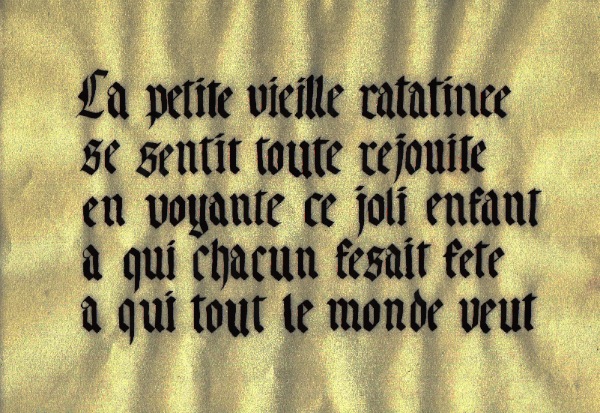 La petite vieille ratatinee
se sentit toute rejouite
en voyante ce joli enfant
a qui chacun fesait fete
a qui tout le monde veut